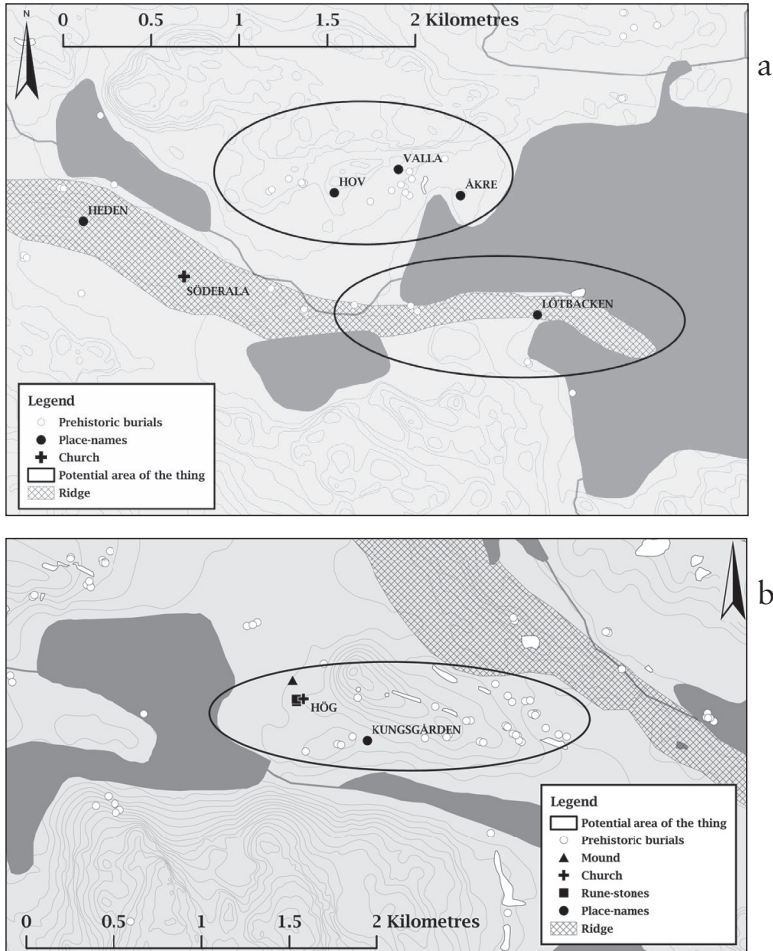 N
0 0.5 1 1.5 2 Kilometres
a
VALLA
HOV
ÅKRE
HEDEN
SÖDERALA
LÖTBACKEN
Legend
Prehistoric burials
Place-names
Church
Potential area of the thing
Ridge
b
HÖG
KUNGSGÅRDEN
Legend
Potential area of the thing
Prehistoric burials
Mound
Church
Rune-stones
Place-names
Ridge
0 0.5 1 1.5 2 Kilometres